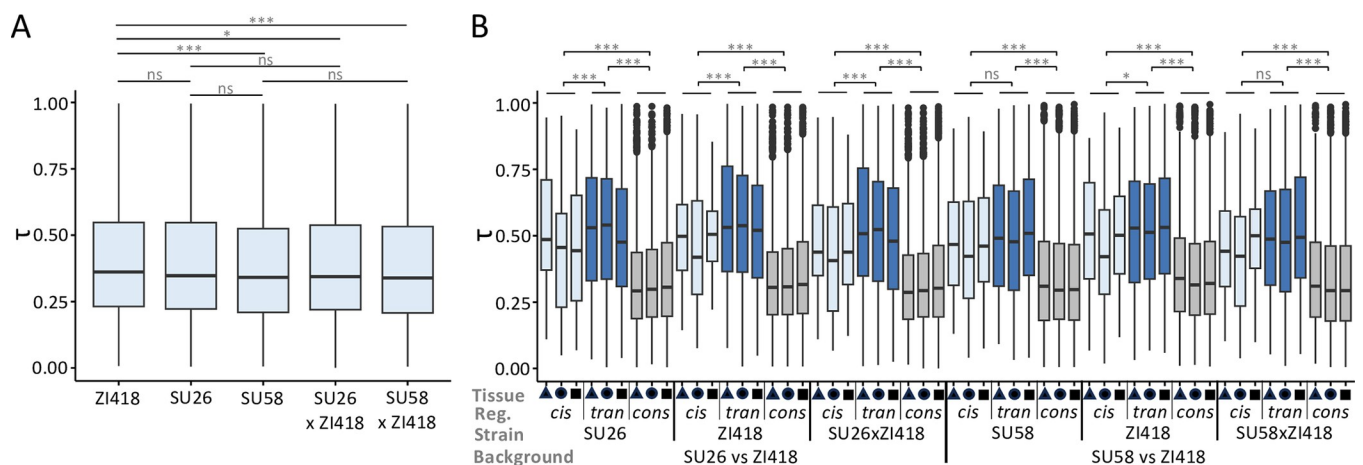 A
***
*
***
ns
ns
ns
ns
τ
1.00
0.75
0.50
0.25
0.00
ZI418 SU26 SU58 SU26 x ZI418 SU58 x ZI418
B
*** *** *** *** *** ***
*** *** *** *** *** ***
*** *** *** ns * ns
τ
1.00
0.75
0.50
0.25
0.00
Tissue
Reg. cis tran cons cis tran cons cis tran cons cis tran cons cis tran cons cis tran cons
Strain SU26 ZI418 SU26xZI418 SU58 ZI418 SU58xZI418
Background SU26 vs ZI418 SU58 vs ZI418